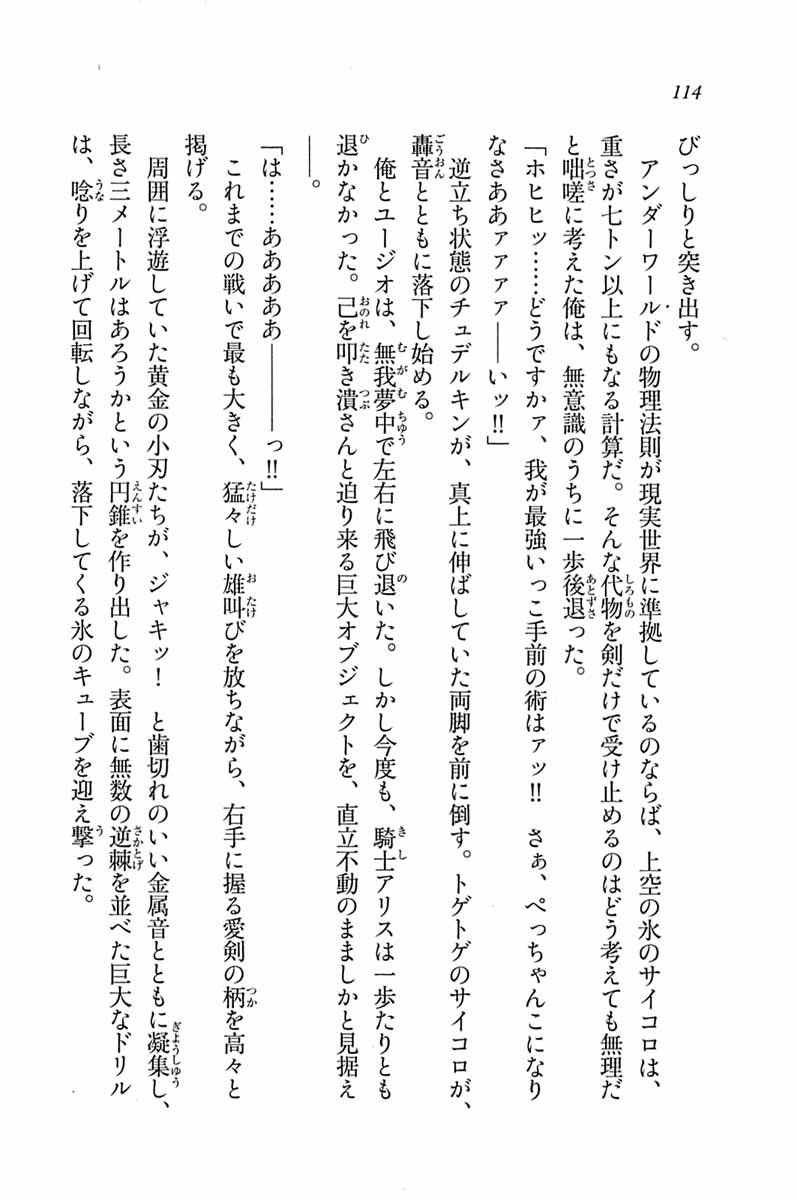 114
びっしりと突き出す。
　アンダーワールドの物理法則が現実世界に準拠しているのならば、上空の氷のサイコロは、
重さが七トン以上にもなる計算だ。そんな代物を剣だけで受け止めるのはどう考えても無理だ
と咄嗟に考えた俺は、無意識のうちに一歩後退った。
「ホヒヒッ……どうですかァ、我が最強いっこ手前の術はァッ!!　さぁ、ぺっちゃんこになり
なさああァァァァ――いッ!!」
　逆立ち状態のチュデルキンが、真上に伸ばしていた両脚を前に倒す。トゲトゲのサイコロが、
轟音とともに落下し始める。
　俺とユージオは、無我夢中で左右に飛び退いた。しかし今度も、騎士アリスは一歩たりとも
退かなかった。己を叩き潰さんと迫り来る巨大オブジェクトを、直立不動のまましかと見据え
――。
「は……ああああぁ――――っ!!」
　これまでの戦いで最も大きく、猛々しい雄叫びを放ちながら、右手に握る愛剣の柄を高々と
掲げる。
　周囲に浮遊していた黄金の小刃たちが、ジャキッ！　と歯切れのいい金属音とともに凝集し、
長さ三メートルはあろうかという円錐を作り出した。表面に無数の逆棘を並べた巨大なドリル
は、唸りを上げて回転しながら、落下してくる氷のキューブを迎え撃った。